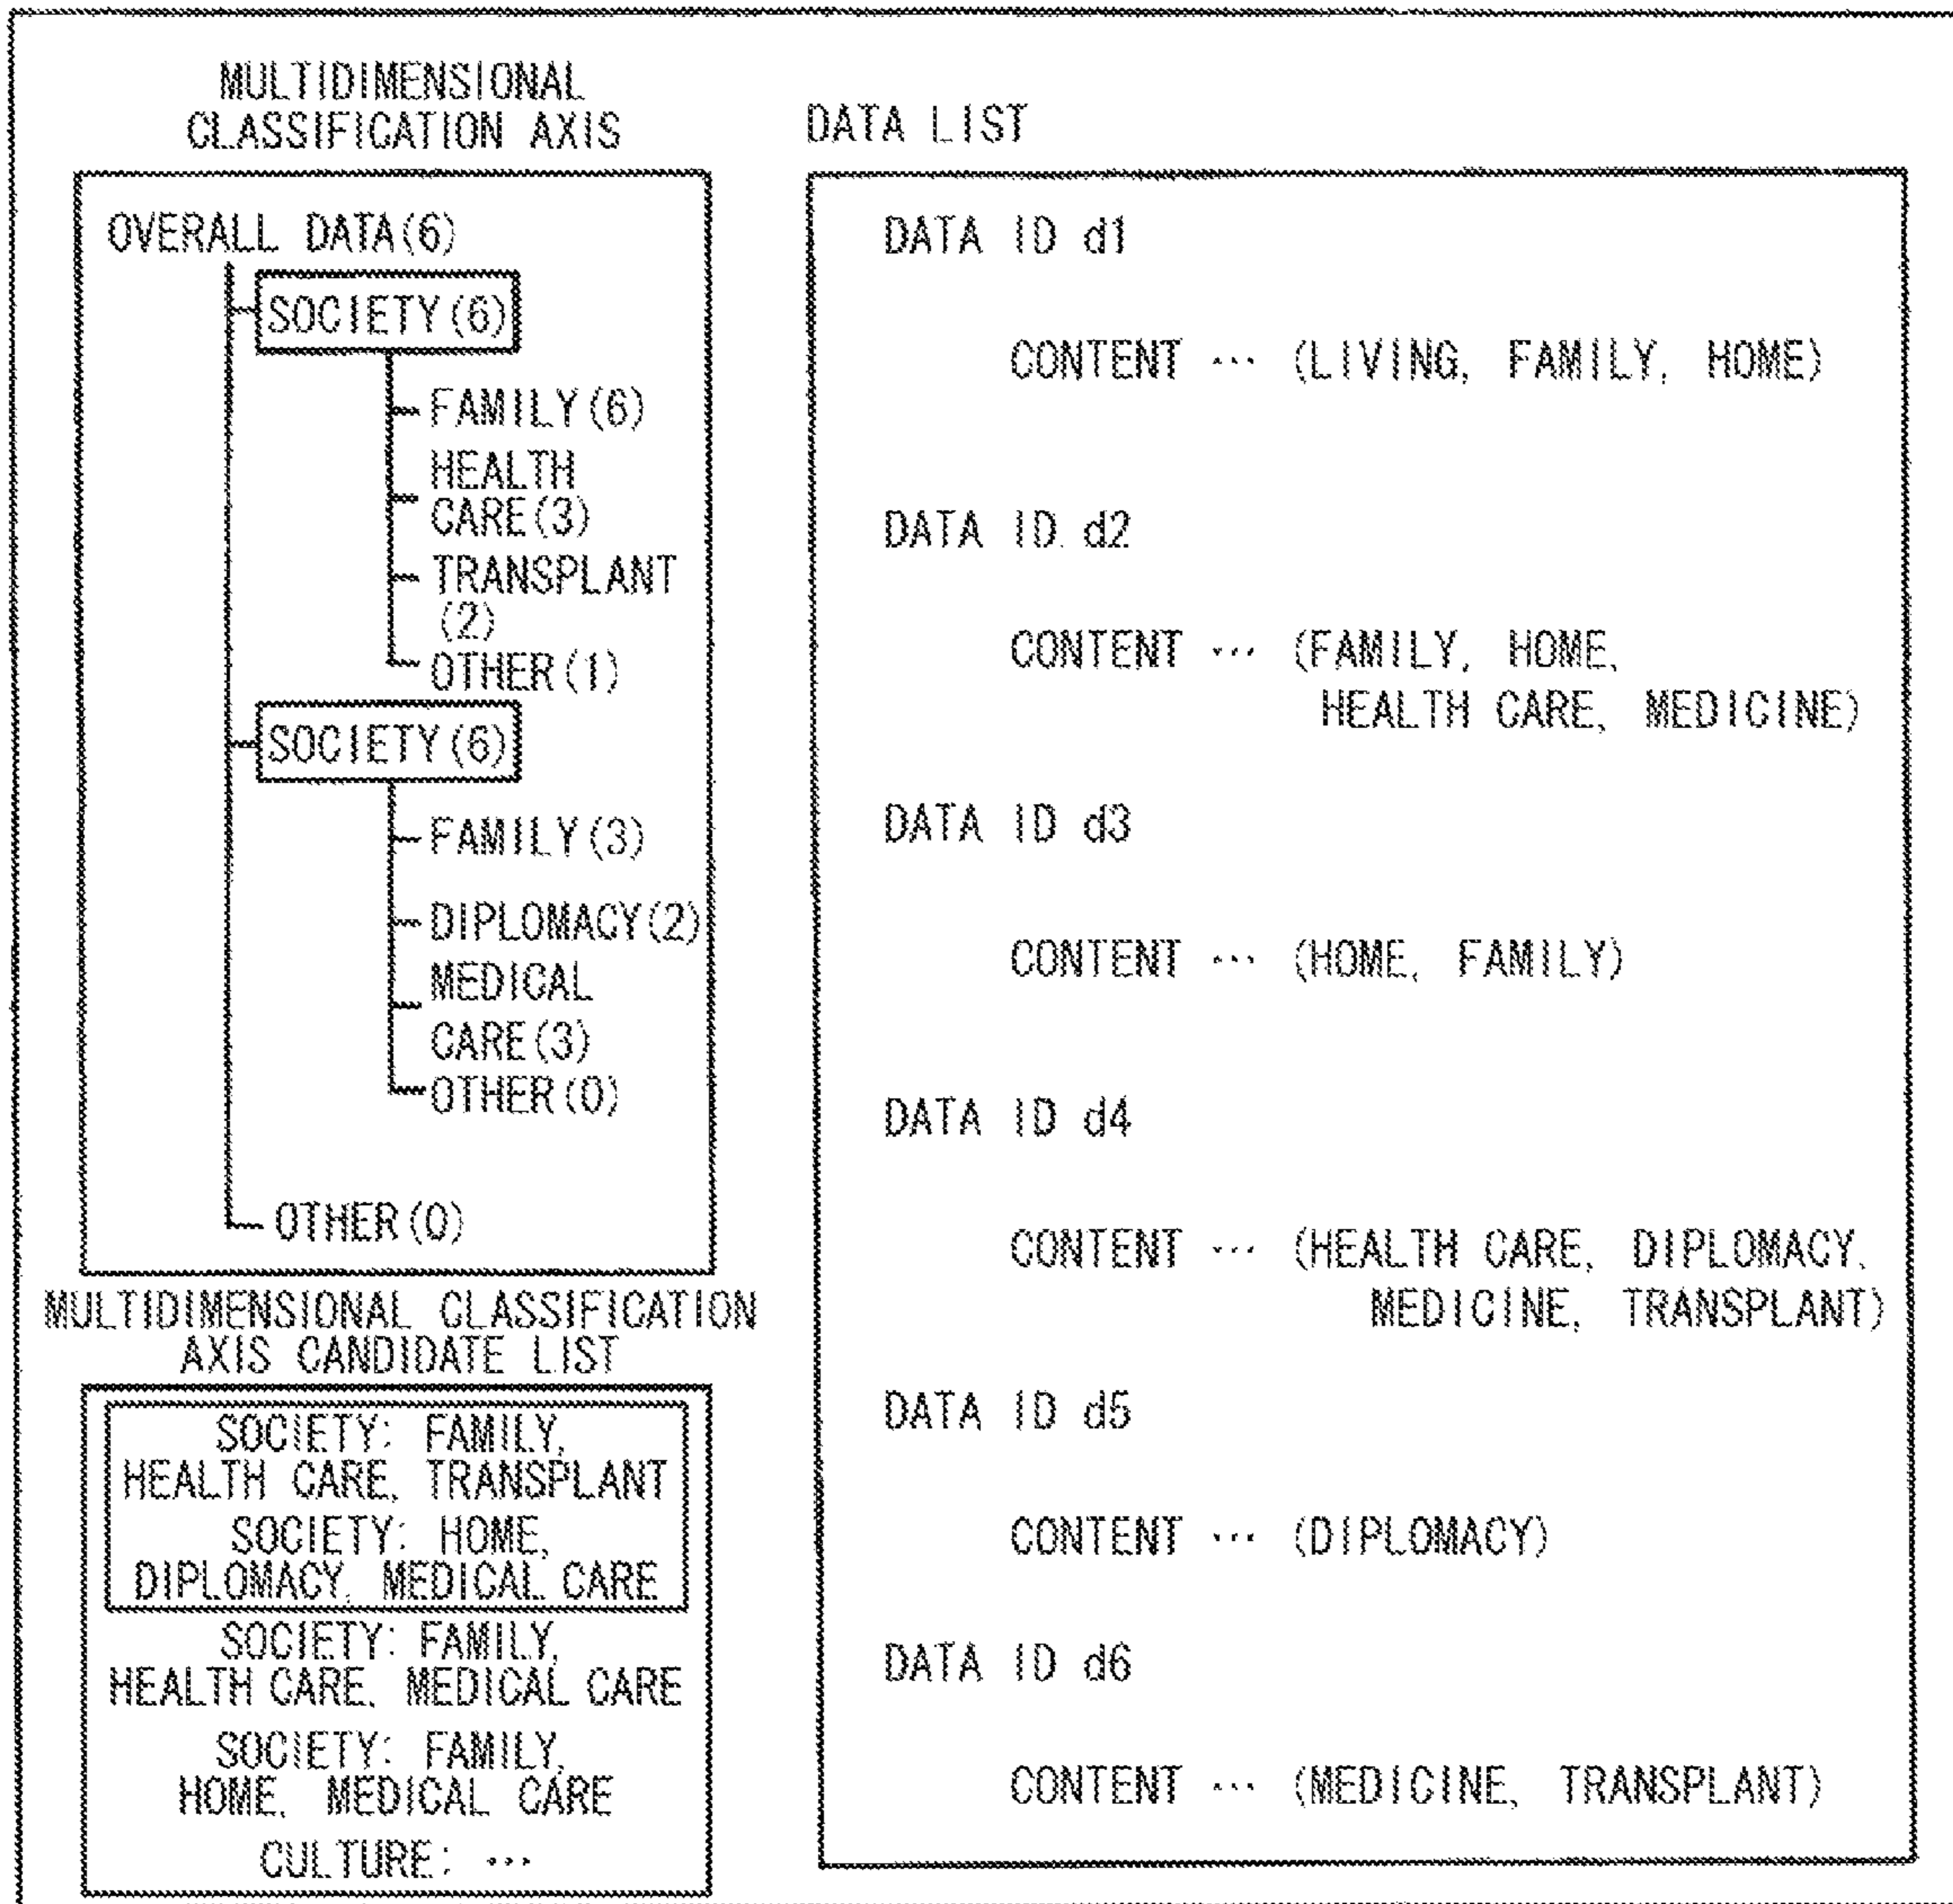 MULTIDIMENSIONAL
CLASSIFICATION AXIS
OVERALL DATA(6)
SOCIETY(6)
FAMILY(6)
HEALTH
CARE(3)
TRANSPLANT
(2)
OTHER(1)
SOCIETY(6)
FAMILY(3)
DIPLOMACY(2)
MEDICAL
CARE(3)
OTHER(0)
OTHER(0)
MULTIDIMENSIONAL CLASSIFICATION
AXIS CANDIDATE LIST
SOCIETY: FAMILY,
HEALTH CARE, TRANSPLANT
SOCIETY: HOME,
DIPLOMACY, MEDICAL CARE
SOCIETY: FAMILY,
HEALTH CARE, MEDICAL CARE
SOCIETY: FAMILY,
HOME, MEDICAL CARE
CULTURE: ...
DATA LIST
DATA ID d1
CONTENT ... (LIVING, FAMILY, HOME)
DATA ID d2
CONTENT ... (FAMILY, HOME,
HEALTH CARE, MEDICINE)
DATA ID d3
CONTENT ... (HOME, FAMILY)
DATA ID d4
CONTENT ... (HEALTH CARE, DIPLOMACY,
MEDICINE, TRANSPLANT)
DATA ID d5
CONTENT ... (DIPLOMACY)
DATA ID d6
CONTENT ... (MEDICINE, TRANSPLANT)